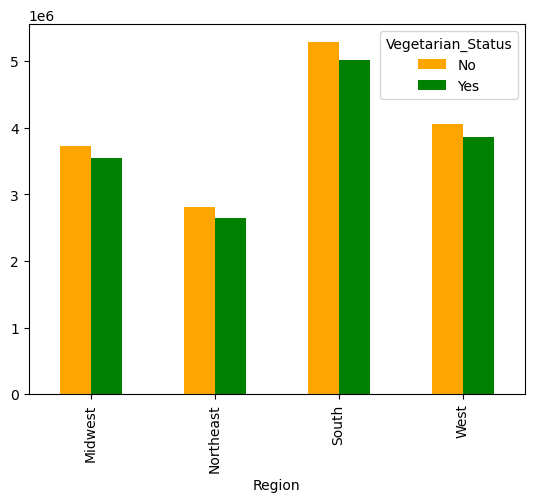 1e6
Vegetarian_Status
No
Yes
5
4
3
2
1
0
Midwest
Northeast
South
West
Region